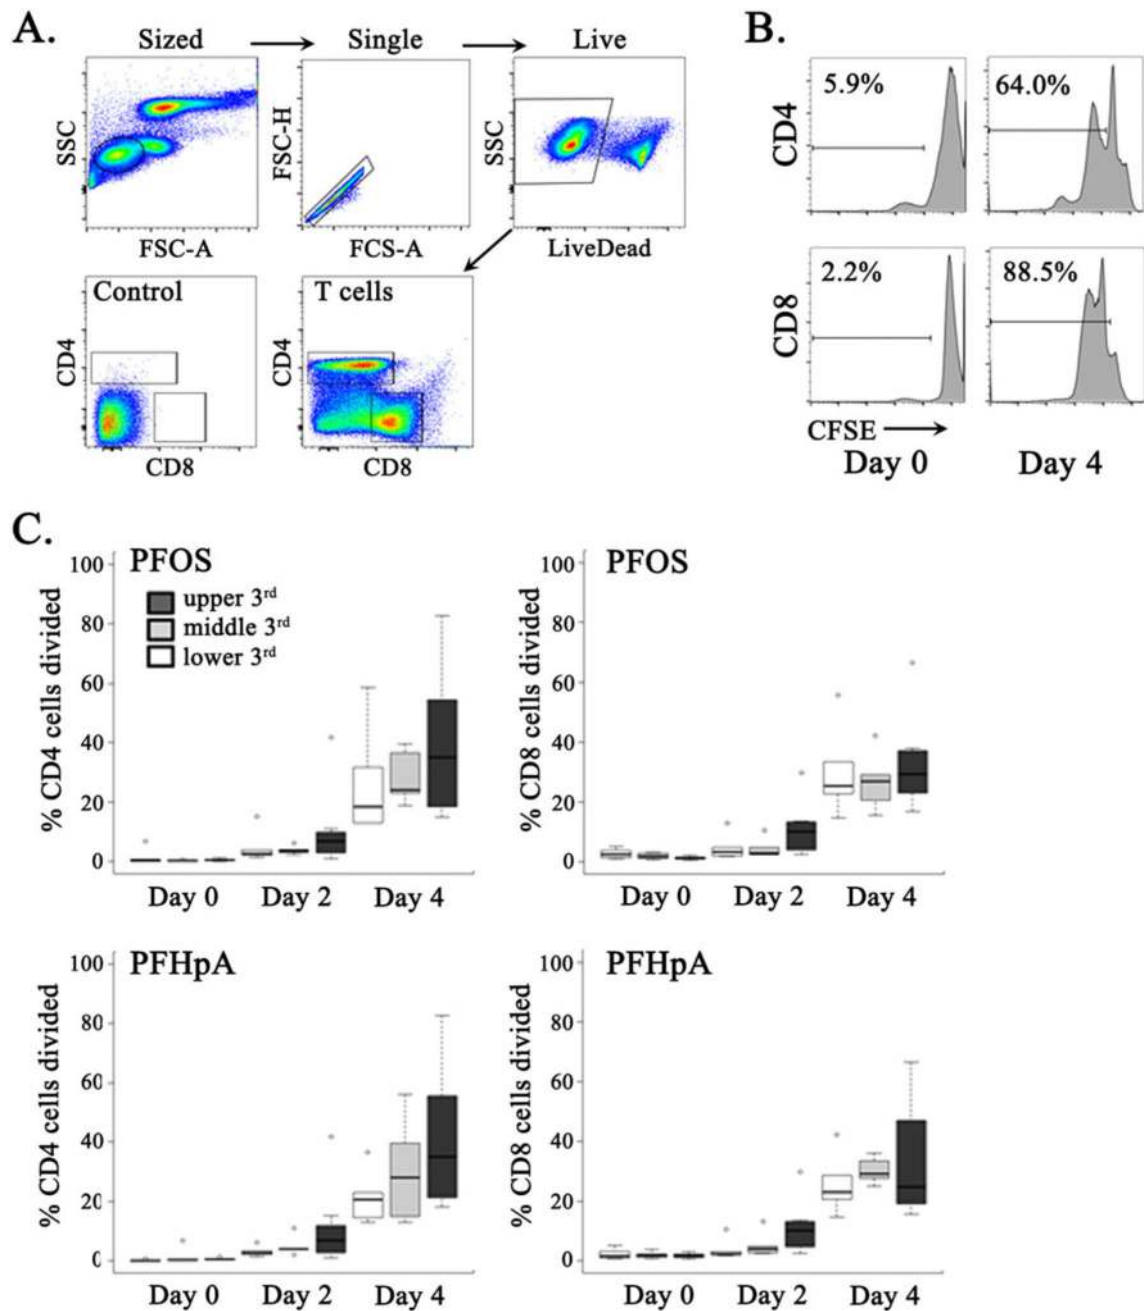 A.
Sized Single Live
SSC FSC-H SSC
FSC-A FCS-A LiveDead
Control T cells
CD4 CD4
CD8 CD8
B.
5.9% 64.0%
CD4
2.2% 88.5%
CD8
CFSE
Day 0 Day 4
C.
PFOS
upper 3rd
middle 3rd
lower 3rd
% CD4 cells divided
100
80
60
40
20
0
Day 0 Day 2 Day 4
PFOS
% CD8 cells divided
100
80
60
40
20
0
Day 0 Day 2 Day 4
PFHpA
% CD4 cells divided
100
80
60
40
20
0
Day 0 Day 2 Day 4
PFHpA
% CD8 cells divided
100
80
60
40
20
0
Day 0 Day 2 Day 4